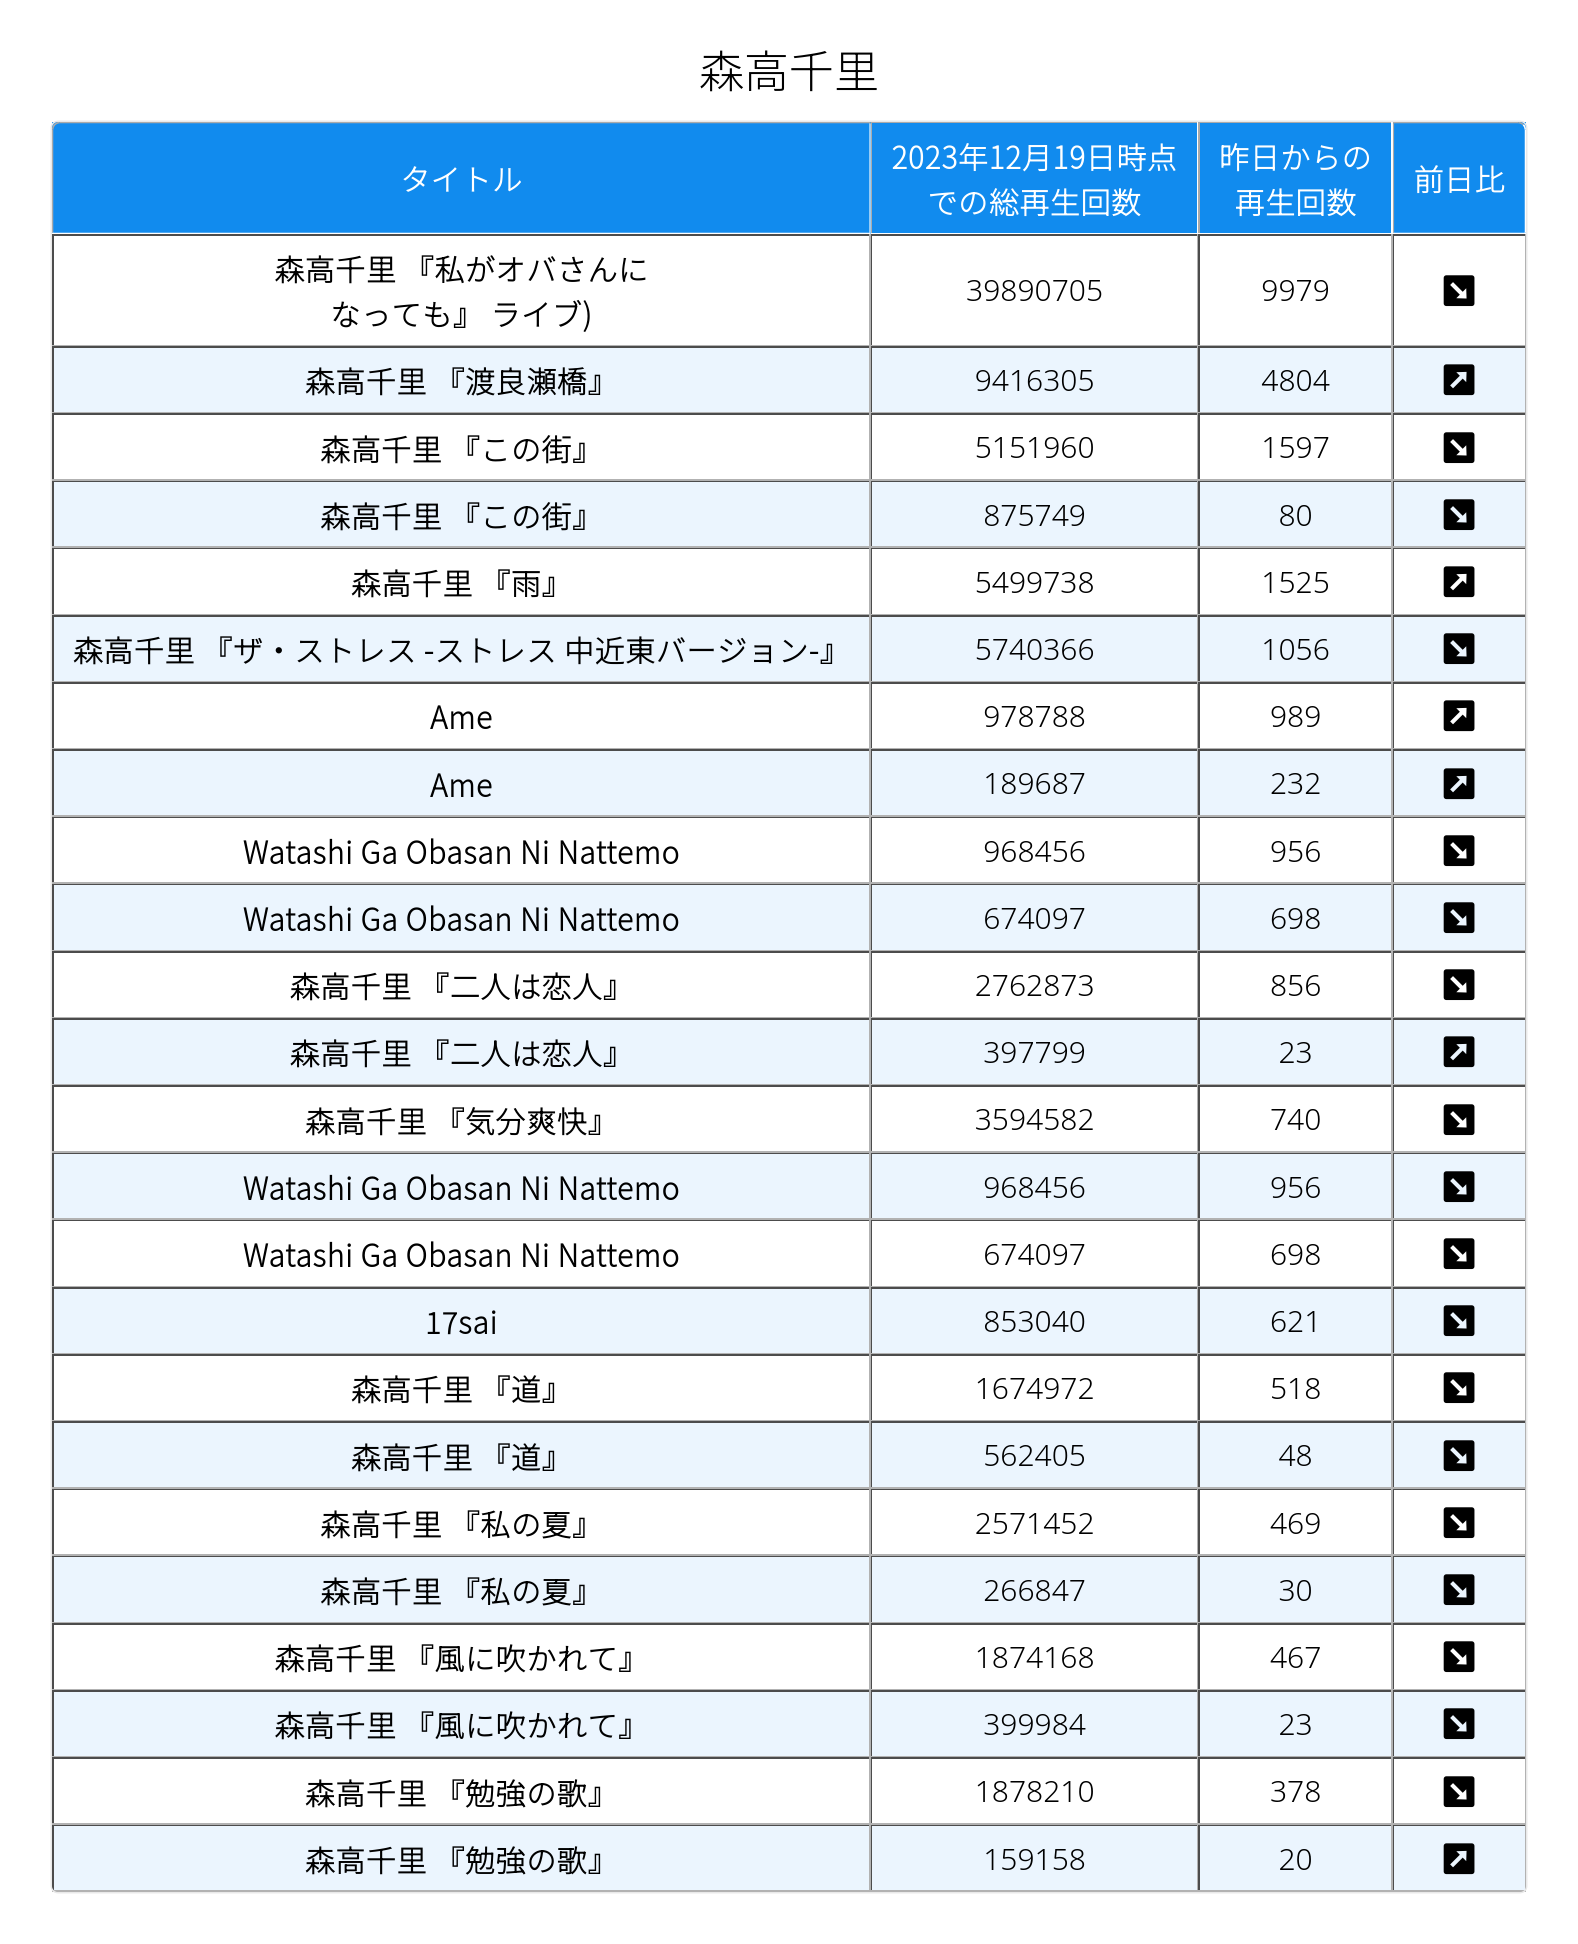 森高千里
タイトル
2023年12月19日時点
での総再生回数
昨日からの
再生回数
前日比
森高千里 『私がオバさんに
なっても』 ライブ)
39890705 9979 ↘
森高千里 『渡良瀬橋』 9416305 4804 ↗
森高千里 『この街』 5151960 1597 ↘
森高千里 『この街』 875749 80 ↘
森高千里 『雨』 5499738 1525 ↗
森高千里 『ザ・ストレス -ストレス 中近東バージョン-』 5740366 1056 ↘
Ame 978788 989 ↗
Ame 189687 232 ↗
Watashi Ga Obasan Ni Nattemo 968456 956 ↘
Watashi Ga Obasan Ni Nattemo 674097 698 ↘
森高千里 『二人は恋人』 2762873 856 ↘
森高千里 『二人は恋人』 397799 23 ↗
森高千里 『気分爽快』 3594582 740 ↘
Watashi Ga Obasan Ni Nattemo 968456 956 ↘
Watashi Ga Obasan Ni Nattemo 674097 698 ↘
17sai 853040 621 ↘
森高千里 『道』 1674972 518 ↘
森高千里 『道』 562405 48 ↘
森高千里 『私の夏』 2571452 469 ↘
森高千里 『私の夏』 266847 30 ↘
森高千里 『風に吹かれて』 1874168 467 ↘
森高千里 『風に吹かれて』 399984 23 ↘
森高千里 『勉強の歌』 1878210 378 ↘
森高千里 『勉強の歌』 159158 20 ↗